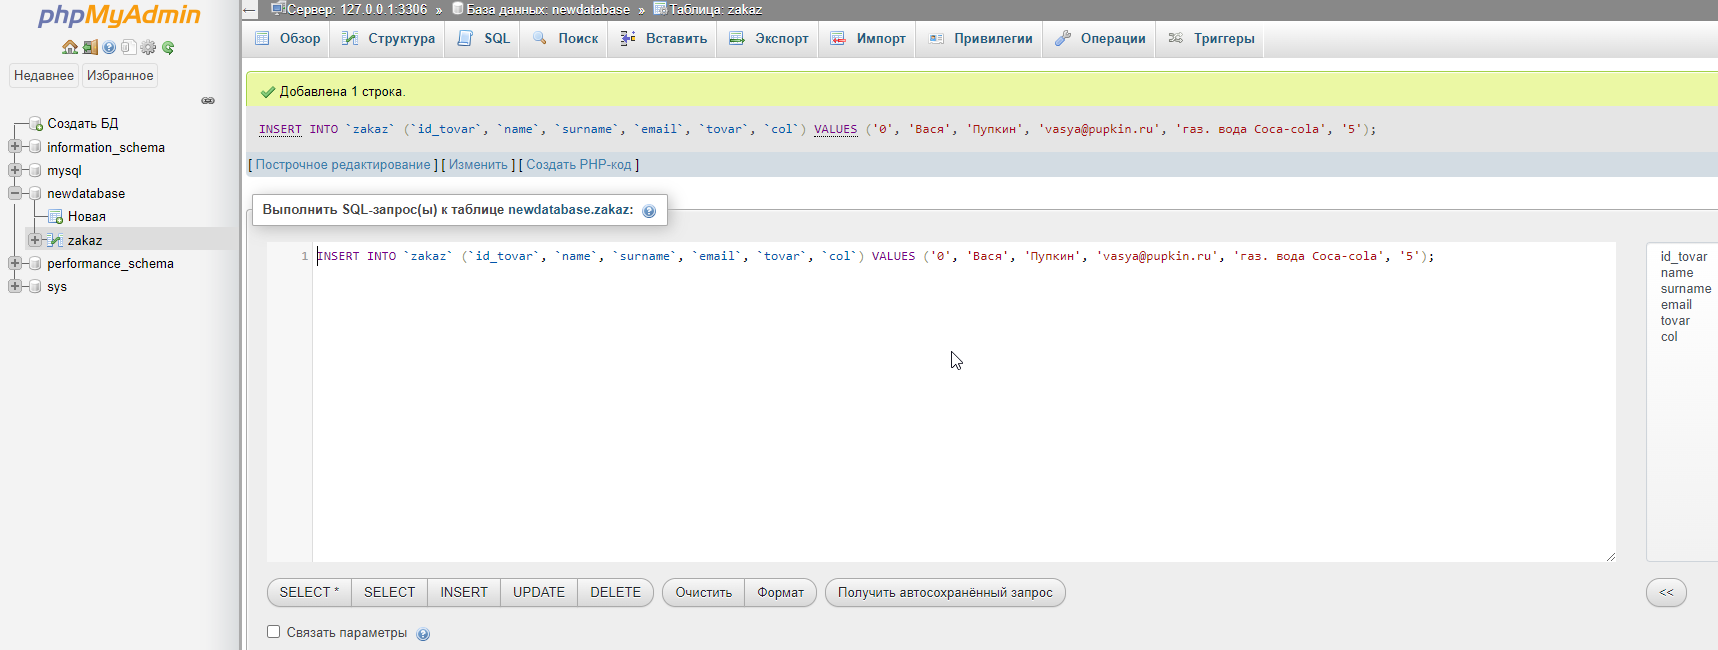 phpMyAdmin
Недавнее Избранное
Создать БД
information_schema
mysql
newdatabase
Новая
zakaz
performance_schema
sys
← Сервер: 127.0.0.1:3306 » База данных: newdatabase » Таблица: zakaz
Обзор Структура SQL Поиск Вставить Экспорт Импорт Привилегии Операции Триггеры
Добавлена 1 строка.
INSERT INTO `zakaz` (`id_tovar`, `name`, `surname`, `email`, `tovar`, `col`) VALUES ('0', 'Вася', 'Пупкин', 'vasya@pupkin.ru', 'газ. вода Coca-cola', '5');
[ Построчное редактирование ] [ Изменить ] [ Создать PHP-код ]
Выполнить SQL-запрос(ы) к таблице newdatabase.zakaz:
1 INSERT INTO `zakaz` (`id_tovar`, `name`, `surname`, `email`, `tovar`, `col`) VALUES ('0', 'Вася', 'Пупкин', 'vasya@pupkin.ru', 'газ. вода Coca-cola', '5');
id_tovar
name
surname
email
tovar
col
SELECT * SELECT INSERT UPDATE DELETE Очистить Формат Получить автосохранённый запрос <<
Связать параметры